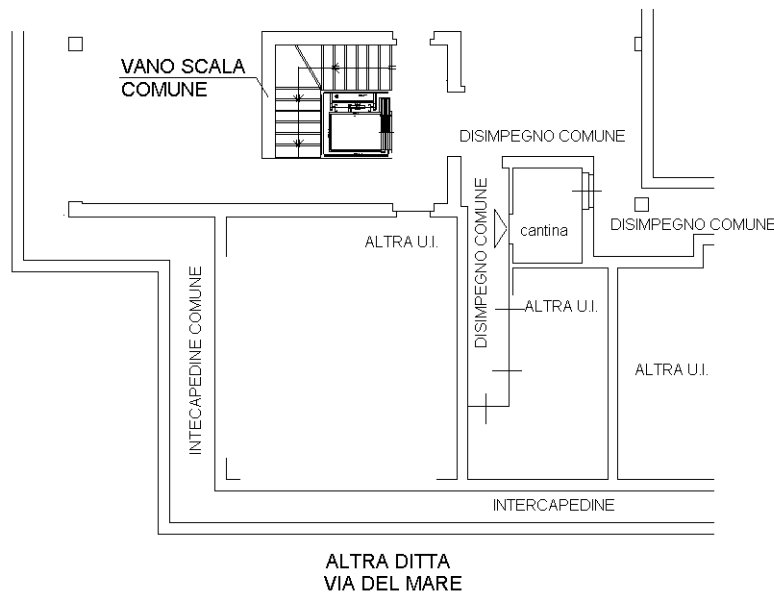 VANO SCALA
COMUNE
DISIMPEGNO COMUNE
DISIMPEGNO COMUNE
cantina
DISIMPEGNO COMUNE
ALTRA U.I.
INTECAPEDINE COMUNE
ALTRA U.I.
ALTRA U.I.
INTERCAPEDINE
ALTRA DITTA
VIA DEL MARE